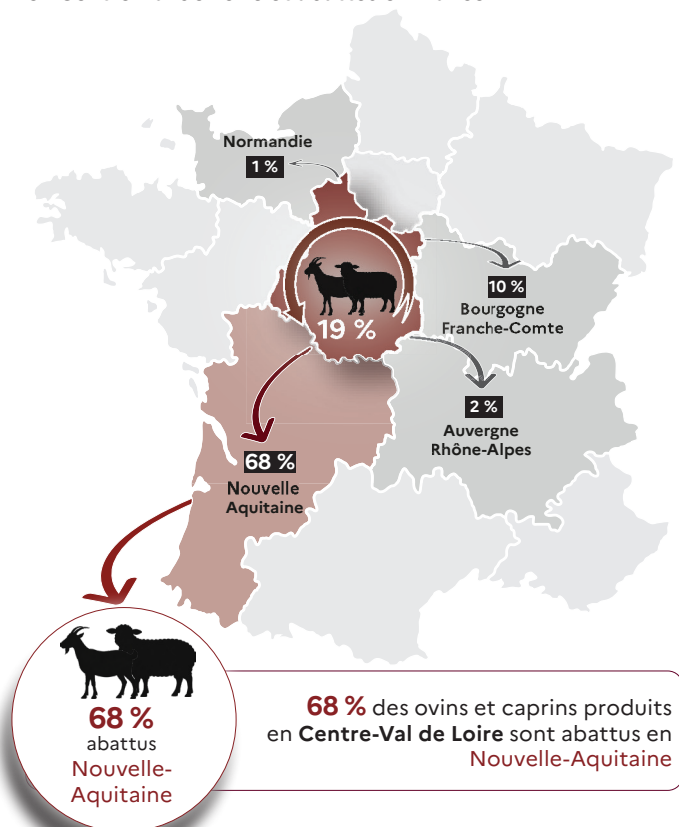 Normandie
1 %
19 %
10 %
Bourgogne
Franche-Comte
2 %
Auvergne
Rhône-Alpes
68 %
Nouvelle
Aquitaine
68 %
abattus
Nouvelle-
Aquitaine
68 % des ovins et caprins produits
en Centre-Val de Loire sont abattus en
Nouvelle-Aquitaine